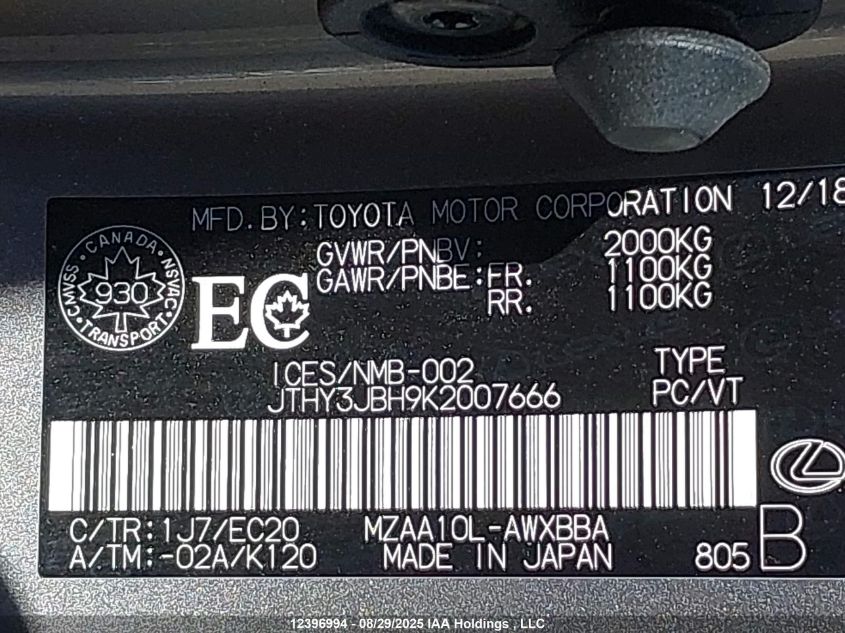 MFD.BY:TOYOTA MOTOR CORPORATION 12/18
GVWR/PNBV: 2000KG
GAWR/PNBE:FR. 1100KG
RR. 1100KG
CANADA
CMVSS 930 NSVAC
TRANSPORT
EC
ICES/NMB-002 TYPE
JTHY3JBH9K2007666 PC/VT
C/TR:1J7/EC20 MZAA10L-AWXBBA
A/TM:-02A/K120 MADE IN JAPAN 805 B
12396994 - 08/29/2025 IAA Holdings , LLC